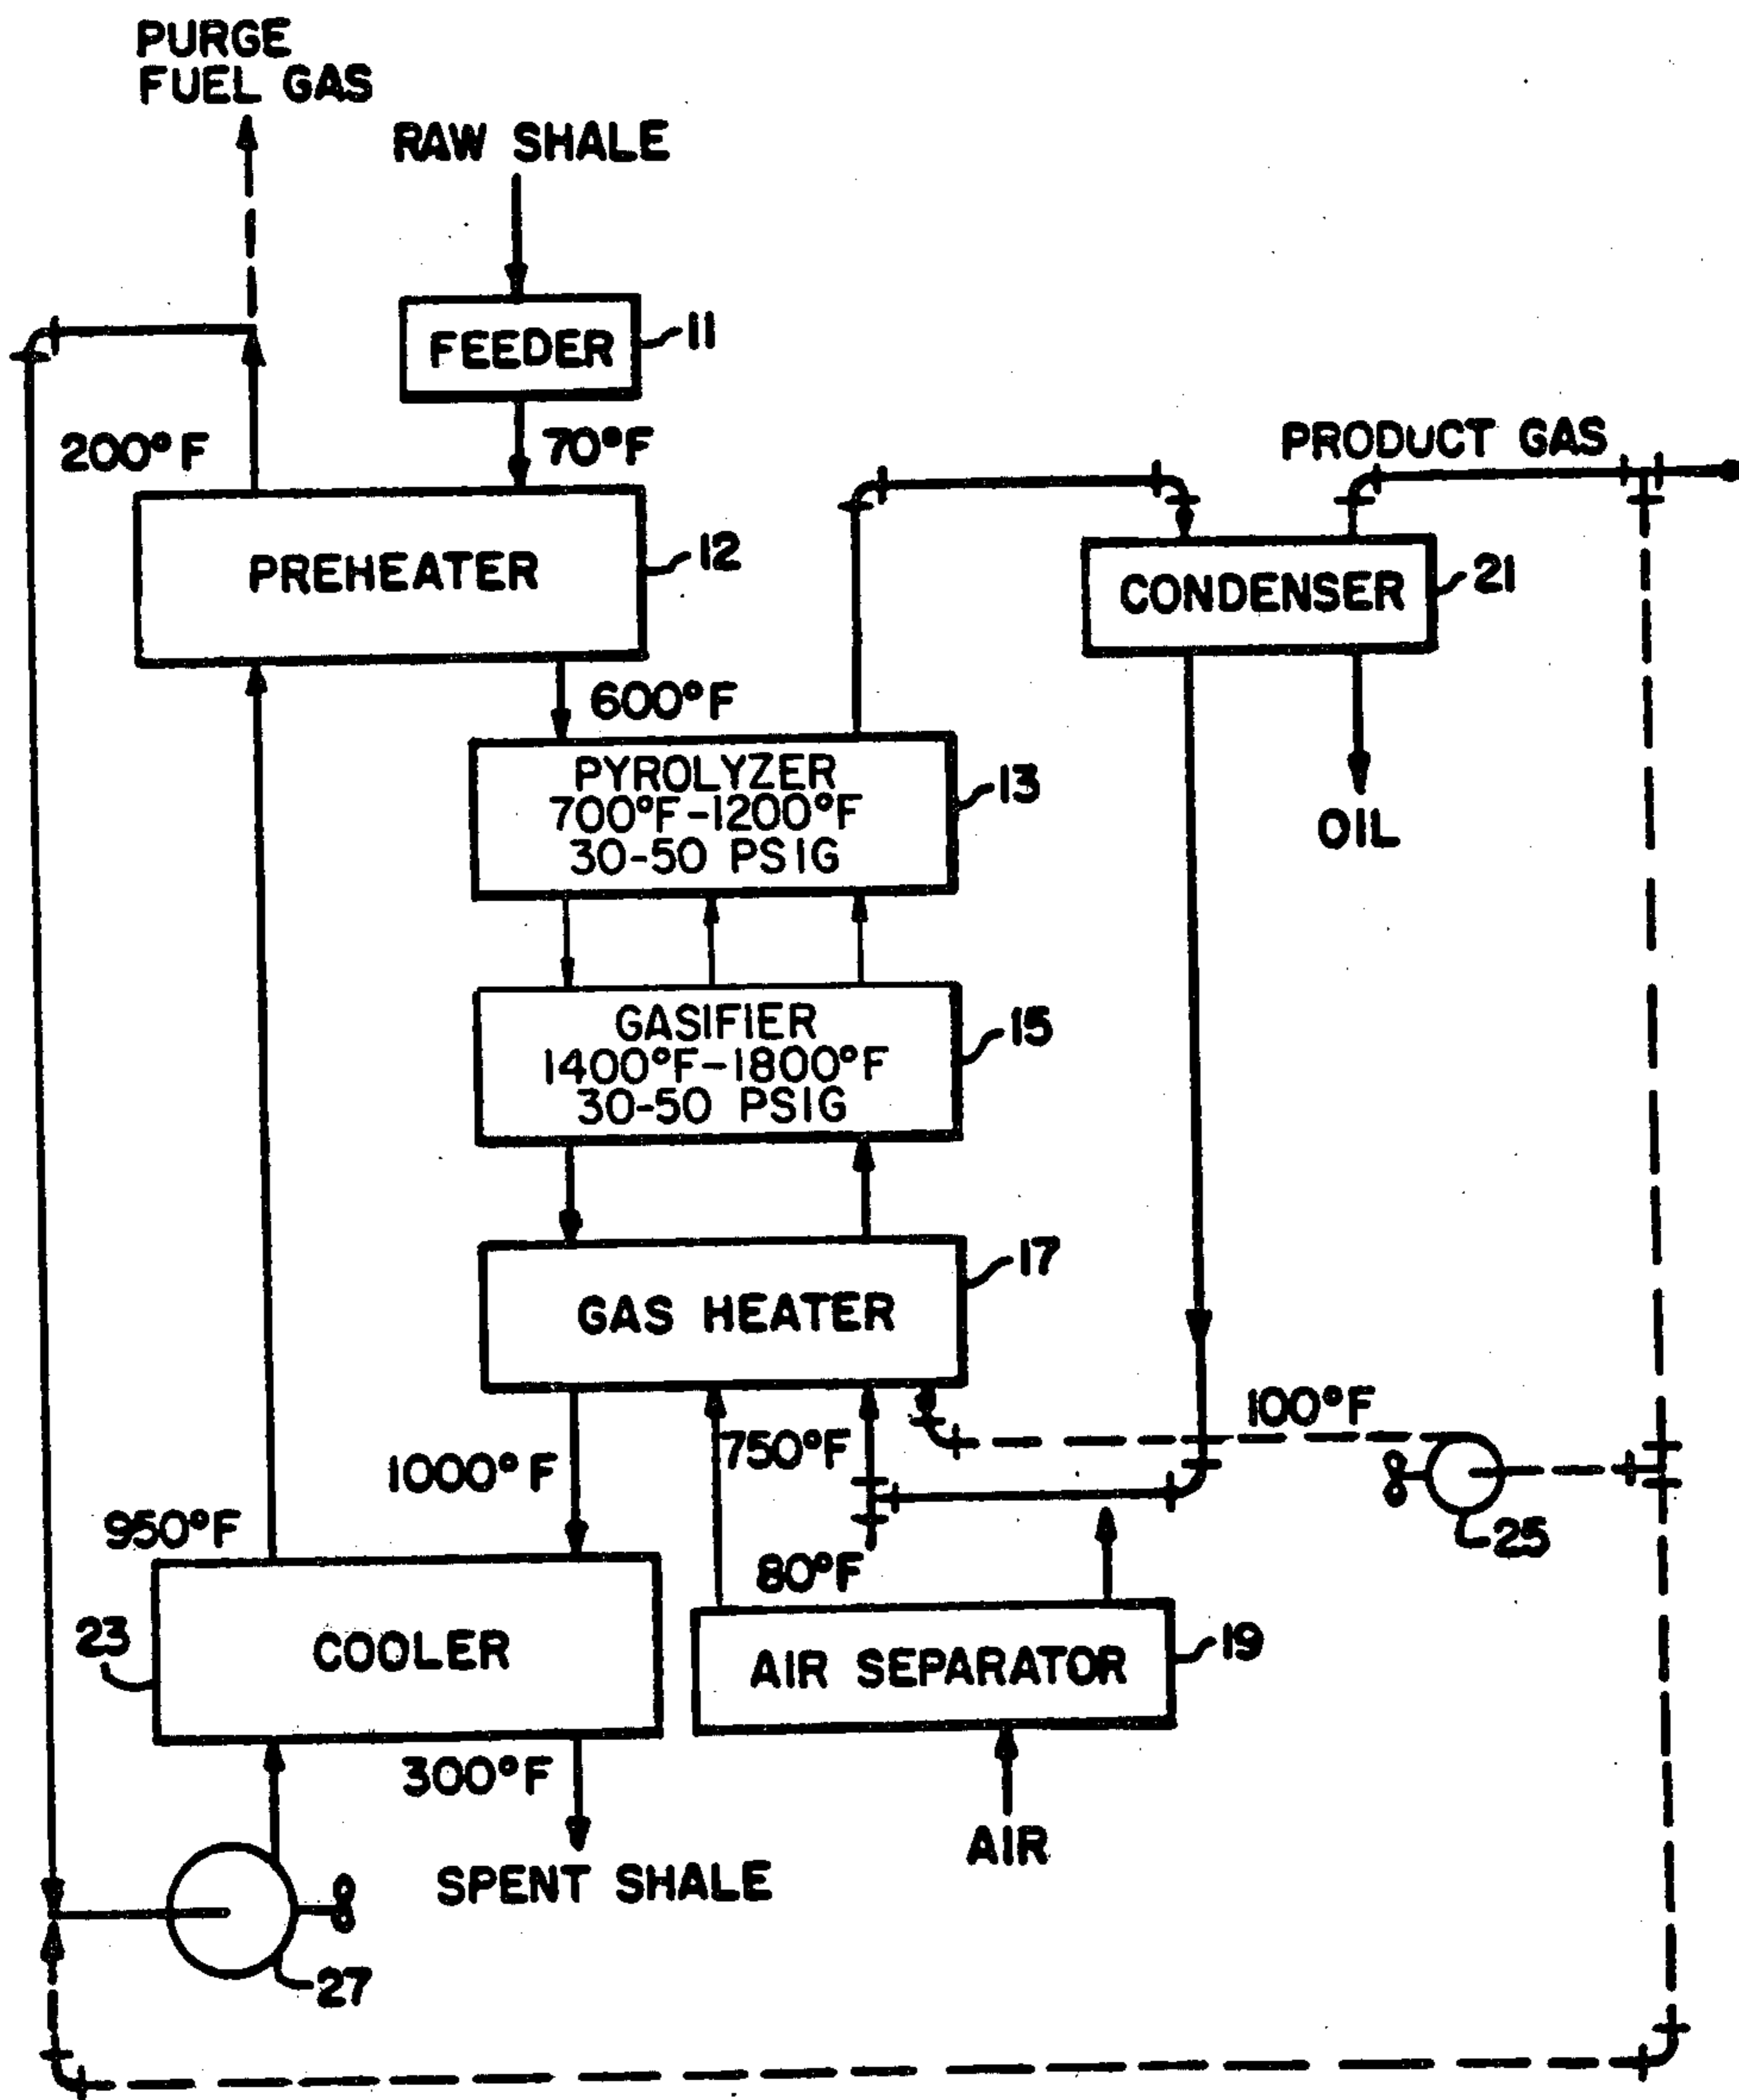 PURGE
FUEL GAS
RAW SHALE
FEEDER
11
200°F
70°F
PRODUCT GAS
PREHEATER
12
CONDENSER
21
600°F
PYROLYZER
700°F-1200°F
30-50 PSIG
13
OIL
GASIFIER
1400°F-1800°F
30-50 PSIG
15
GAS HEATER
17
100°F
750°F
1000°F
950°F
25
80°F
23
COOLER
AIR SEPARATOR
19
300°F
AIR
SPENT SHALE
27